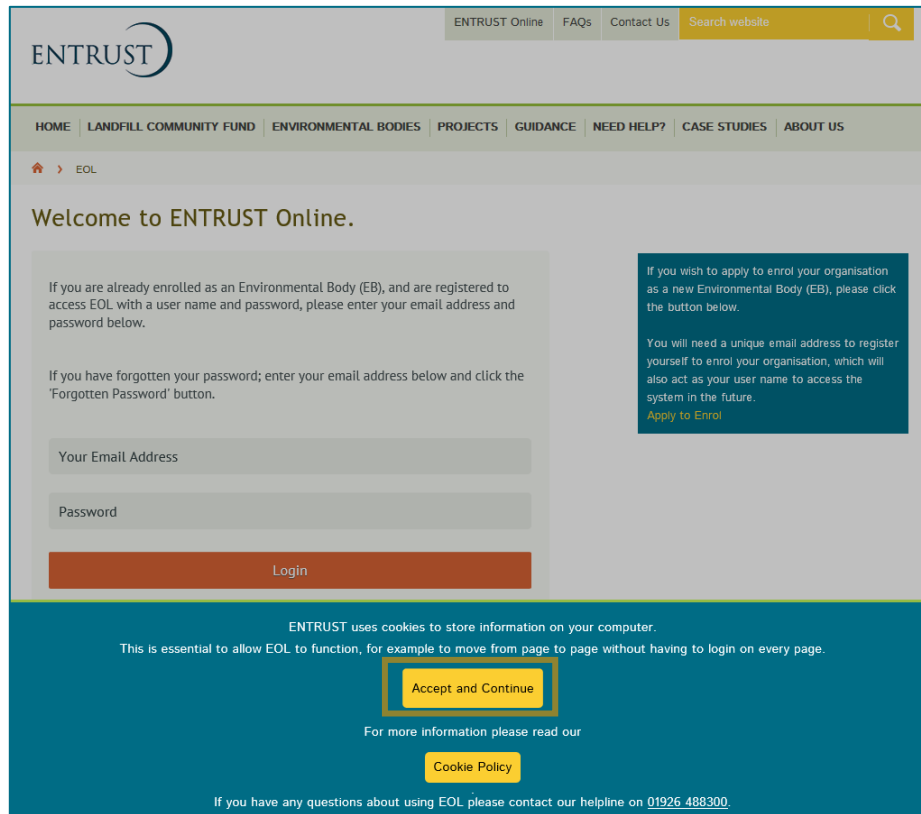 ENTRUST Online FAQs Contact Us Search website
ENTRUST
HOME LANDFILL COMMUNITY FUND ENVIRONMENTAL BODIES PROJECTS GUIDANCE NEED HELP? CASE STUDIES ABOUT US
EOL
Welcome to ENTRUST Online.
If you are already enrolled as an Environmental Body (EB), and are registered to
access EOL with a user name and password, please enter your email address and
password below.
If you have forgotten your password; enter your email address below and click the
'Forgotten Password' button.
Your Email Address
Password
Login
If you wish to apply to enrol your organisation
as a new Environmental Body (EB), please click
the button below.
You will need a unique email address to register
yourself to enrol your organisation, which will
also act as your user name to access the
system in the future.
Apply to Enrol
ENTRUST uses cookies to store information on your computer.
This is essential to allow EOL to function, for example to move from page to page without having to login on every page.
Accept and Continue
For more information please read our
Cookie Policy
.
If you have any questions about using EOL please contact our helpline on 01926 488300.